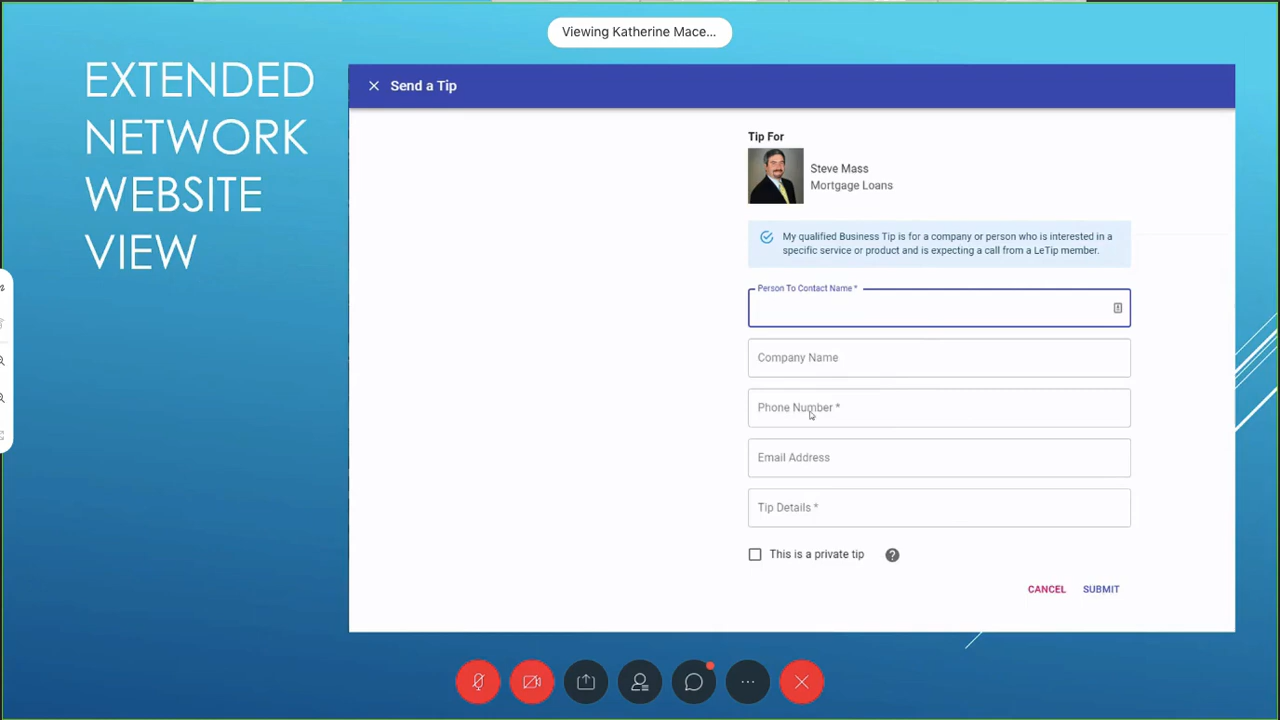 Viewing Katherine Mace...
EXTENDED
NETWORK
WEBSITE
VIEW
Send a Tip
Tip For
Steve Mass
Mortgage Loans
My qualified Business Tip is for a company or person who is interested in a
specific service or product and is expecting a call from a LeTip member.
Person To Contact Name *
Company Name
Phone Number *
Email Address
Tip Details *
This is a private tip
CANCEL SUBMIT